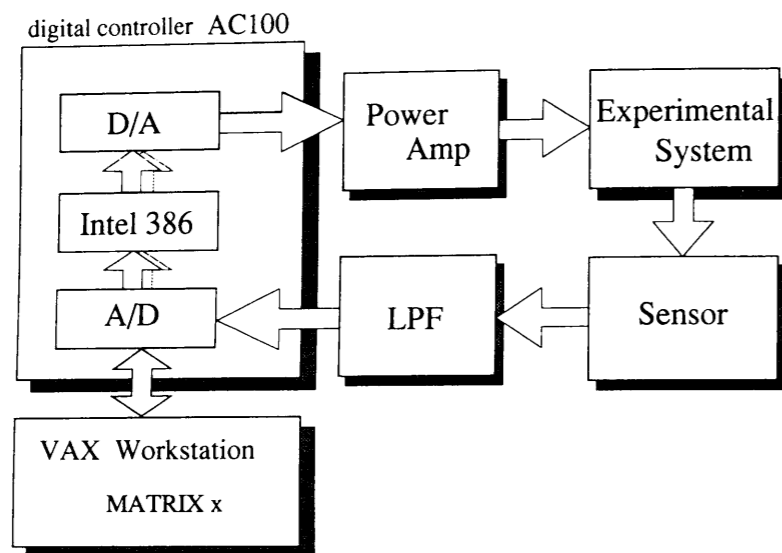 digital controller AC100
D/A
Intel 386
A/D
Power
Amp
Experimental
System
LPF
Sensor
VAX Workstation
MATRIX x